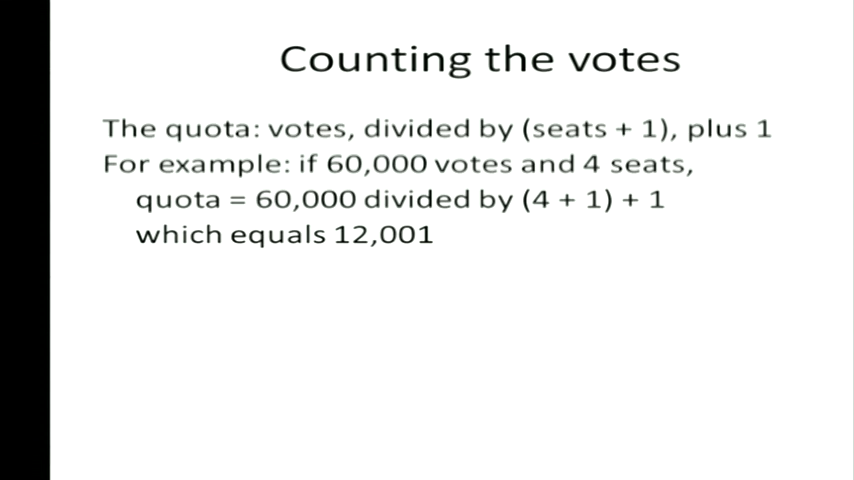 Counting the votes
The quota: votes, divided by (seats + 1), plus 1
For example: if 60,000 votes and 4 seats,
quota = 60,000 divided by (4 + 1) + 1
which equals 12,001